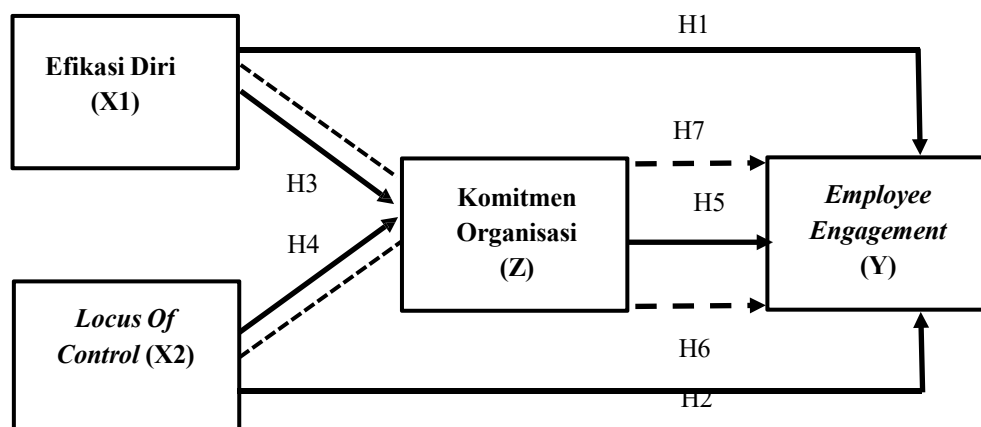 H1
Efikasi Diri
(X1)
H7
H3
Komitmen
Organisasi
(Z)
H5
Employee
Engagement
(Y)
H4
Locus Of
Control (X2)
H6
H2